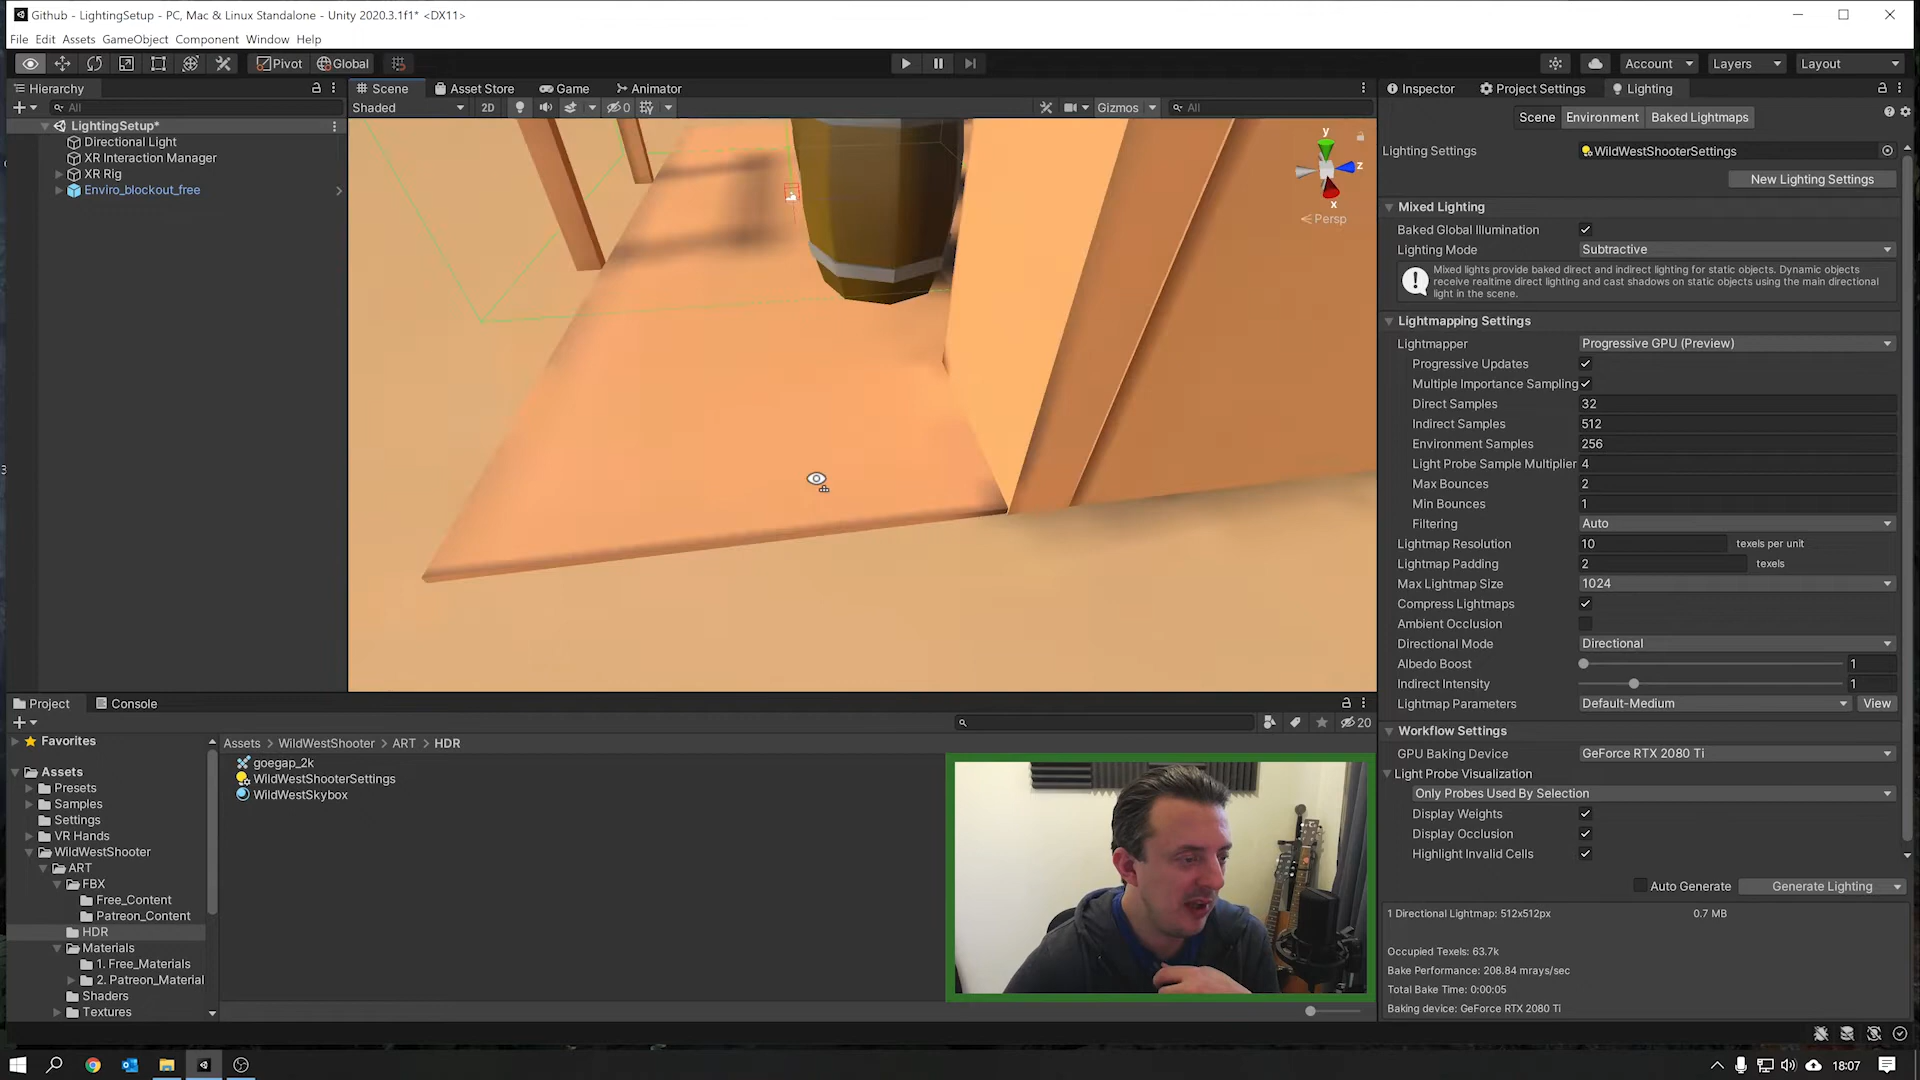 Github - LightingSetup - PC, Mac & Linux Standalone - Unity 2020.3.1f1* <DX11>
File Edit Assets GameObject Component Window Help
Pivot Global Account Layers Layout
Hierarchy Scene Asset Store Game Animator Inspector Project Settings Lighting
All Shaded 2D 0 Gizmos All
Scene Environment Baked Lightmaps
LightingSetup*
Directional Light
XR Interaction Manager
XR Rig
Enviro_blockout_free
y
z
x
Persp
Lighting Settings WildWestShooterSettings
New Lighting Settings
Mixed Lighting
Baked Global Illumination
Lighting Mode Subtractive
Mixed lights provide baked direct and indirect lighting for static objects. Dynamic objects
receive realtime direct lighting and cast shadows on static objects using the main directional
light in the scene.
Lightmapping Settings
Lightmapper Progressive GPU (Preview)
Progressive Updates
Multiple Importance Sampling
Direct Samples 32
Indirect Samples 512
Environment Samples 256
Light Probe Sample Multiplier 4
Max Bounces 2
Min Bounces 1
Filtering Auto
Lightmap Resolution 10 texels per unit
Lightmap Padding 2 texels
Max Lightmap Size 1024
Compress Lightmaps
Ambient Occlusion
Directional Mode Directional
Albedo Boost 1
Indirect Intensity 1
Lightmap Parameters Default-Medium View
Workflow Settings
GPU Baking Device GeForce RTX 2080 Ti
Light Probe Visualization
Only Probes Used By Selection
Display Weights
Display Occlusion
Highlight Invalid Cells
Auto Generate Generate Lighting
1 Directional Lightmap: 512x512px 0.7 MB
Occupied Texels: 63.7k
Bake Performance: 208.84 mrays/sec
Total Bake Time: 0:00:05
Baking device: GeForce RTX 2080 Ti
Project Console
20
Favorites
Assets
Presets
Samples
Settings
VR Hands
WildWestShooter
ART
FBX
Free_Content
Patreon_Content
HDR
Materials
1. Free_Materials
2. Patreon_Material
Shaders
Textures
Assets > WildWestShooter > ART > HDR
goegap_2k
WildWestShooterSettings
WildWestSkybox
18:07